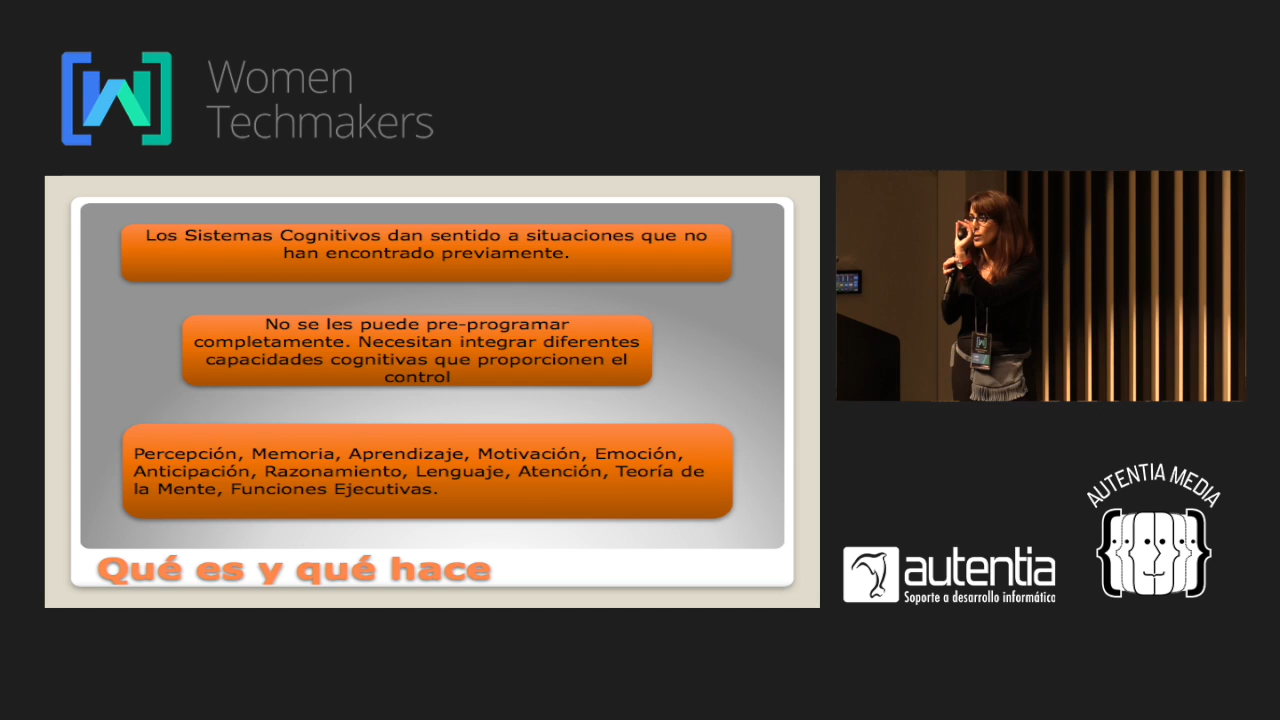 Women
Techmakers
Los Sistemas Cognitivos dan sentido a situaciones que no
han encontrado previamente.
No se les puede pre-programar
completamente. Necesitan integrar diferentes
capacidades cognitivas que proporcionen el
control
Percepción, Memoria, Aprendizaje, Motivación, Emoción,
Anticipación, Razonamiento, Lenguaje, Atención, Teoría de
la Mente, Funciones Ejecutivas.
Qué es y qué hace
AUTENTIA MEDIA
autentia
Soporte a desarrollo informático